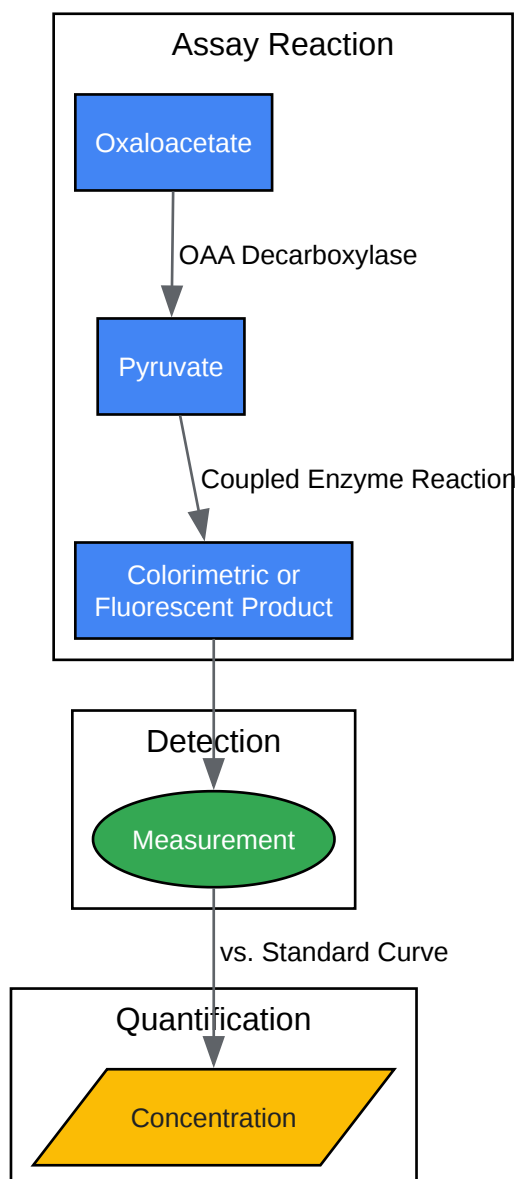 Assay Reaction
Oxaloacetate
OAA Decarboxylase
Pyruvate
Coupled Enzyme Reaction
Colorimetric or
Fluorescent Product
Detection
Measurement
vs. Standard Curve
Quantification
Concentration